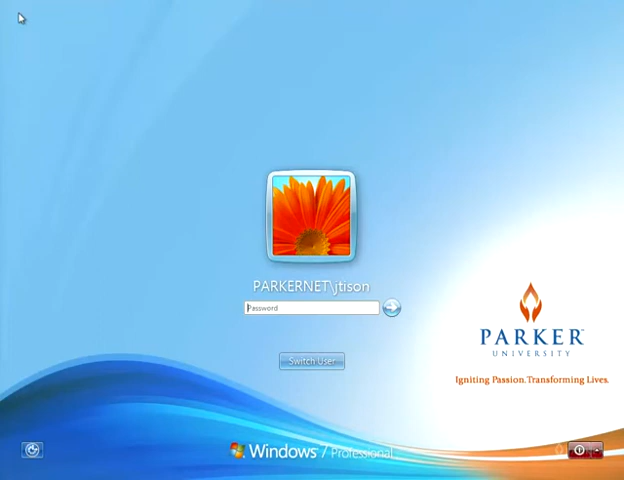 PARKERNET\jtison
Password
Switch User
PARKER
UNIVERSITY
Igniting Passion.Transforming Lives.
Windows 7 Professional